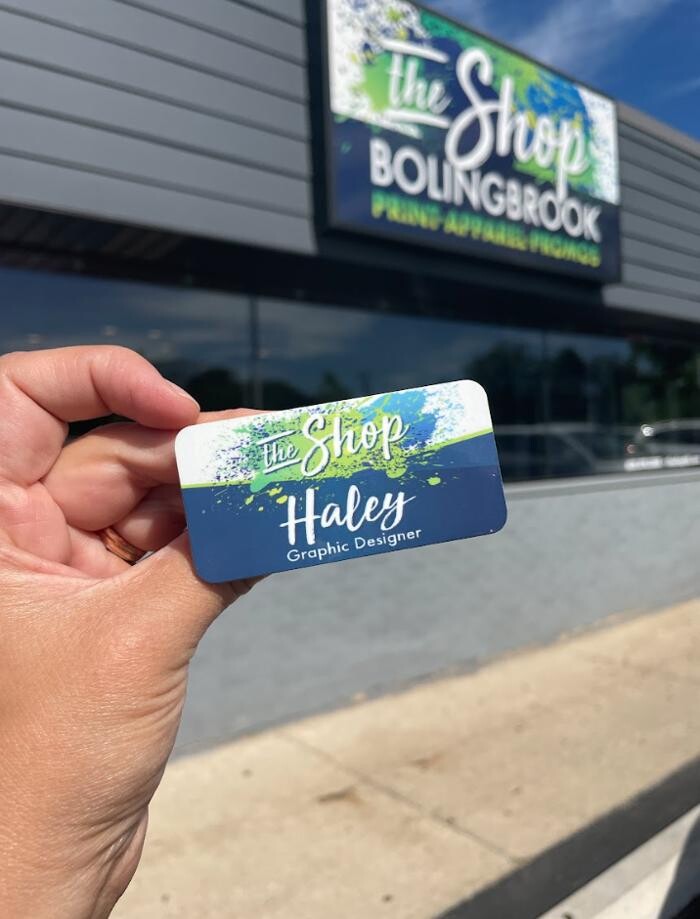 the Shop
BOLINGBROOK
PRINT·APPAREL·PROMOS
the Shop
Haley
Graphic Designer